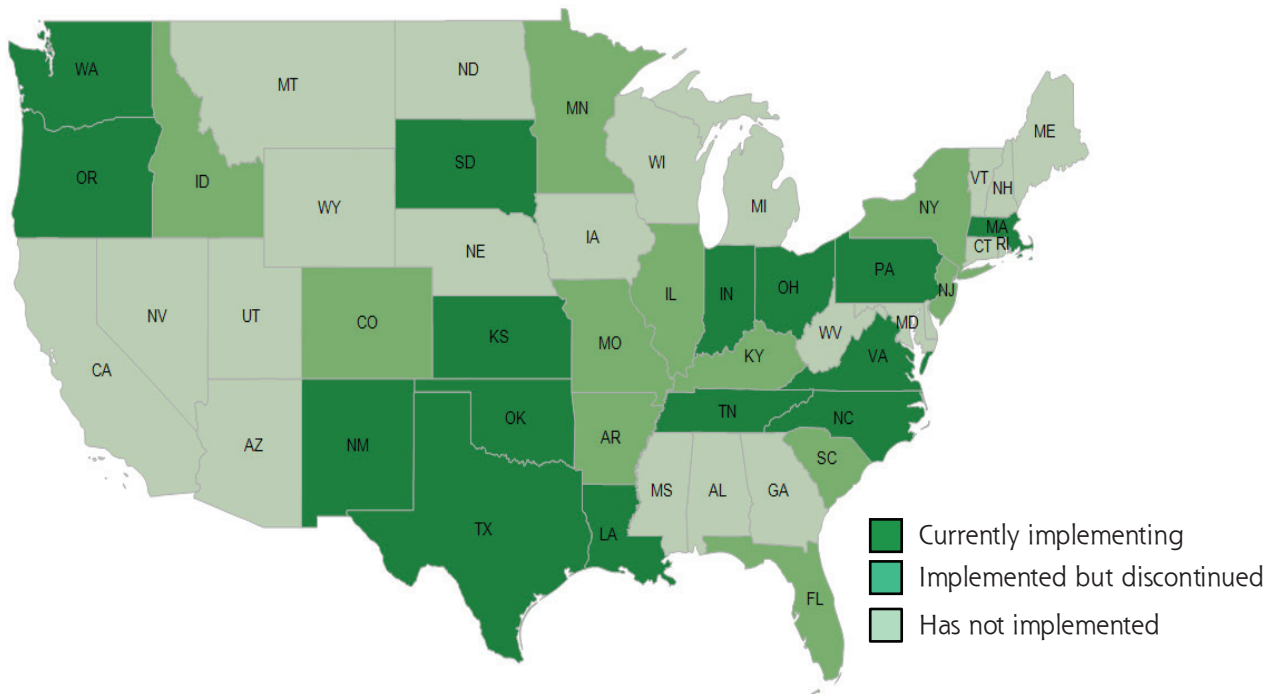 WA
MT
ND
MN
ME
OR
ID
SD
WI
VT
NH
WY
MI
NY
MA
IA
CT RI
NE
PA
NV
UT
CO
IL
IN
OH
NJ
KS
MO
WV
MD
CA
KY
VA
OK
TN
NC
AZ
NM
AR
SC
MS
AL
GA
TX
LA
FL
Currently implementing
Implemented but discontinued
Has not implemented